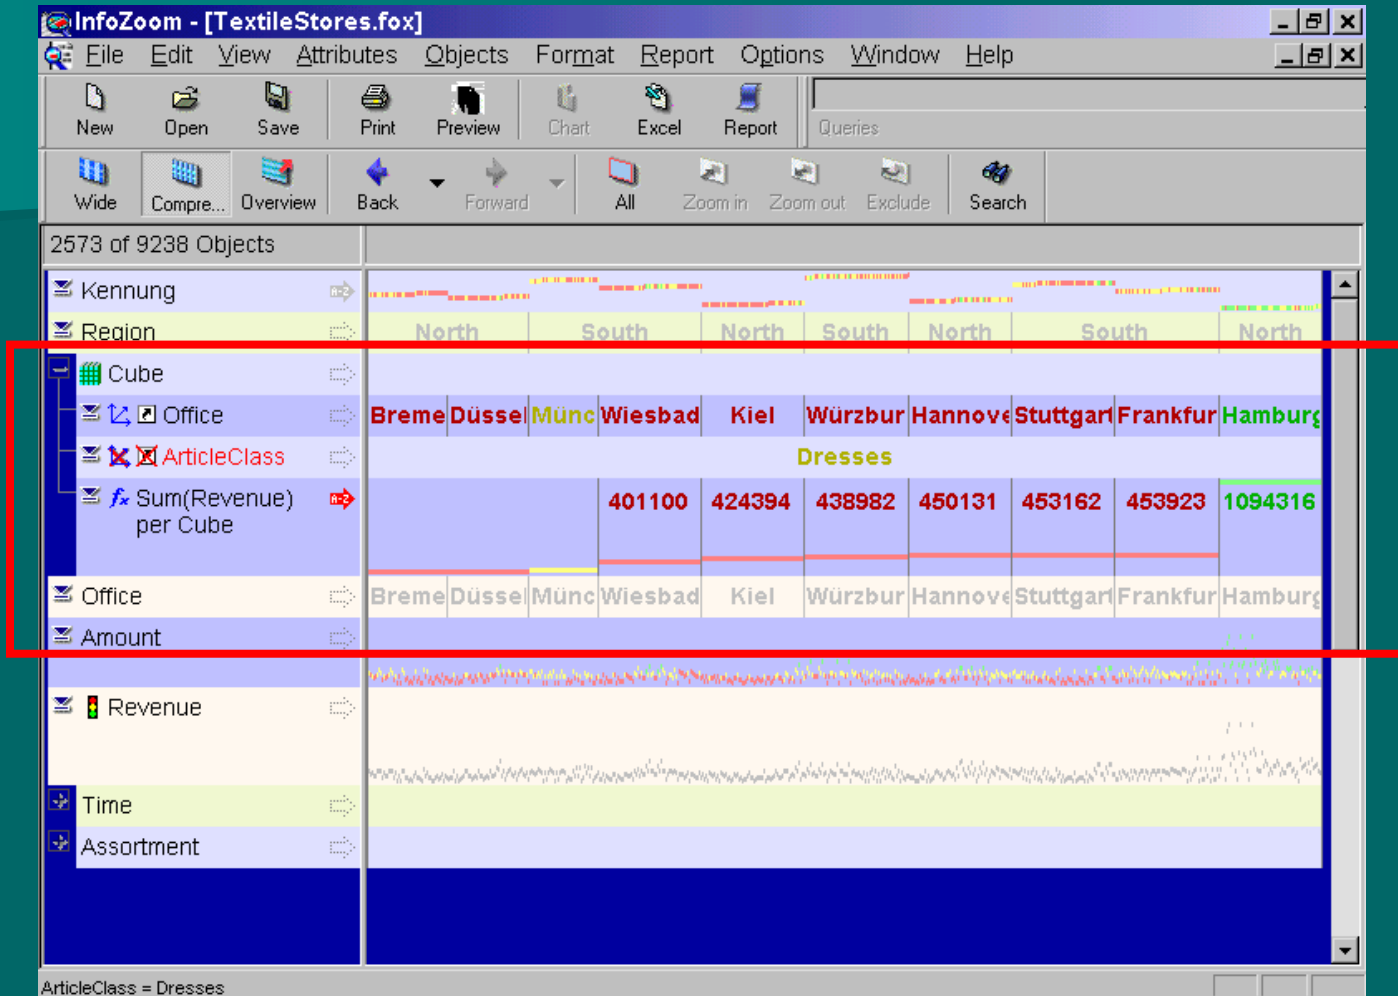 InfoZoom - [TextileStores.fox]
File Edit View Attributes Objects Format Report Options Window Help
New Open Save Print Preview Chart Excel Report Queries
Wide Compre... Overview Back Forward All Zoom in Zoom out Exclude Search
2573 of 9238 Objects
Kennung
Region North South North South North South North
Cube
Office Breme Düssel Münc Wiesbad Kiel Würzbur Hannove Stuttgart Frankfur Hamburg
ArticleClass Dresses
Sum(Revenue) 401100 424394 438982 450131 453162 453923 1094316
per Cube
Office Breme Düssel Münc Wiesbad Kiel Würzbur Hannove Stuttgart Frankfur Hamburg
Amount
Revenue
Time
Assortment
ArticleClass = Dresses